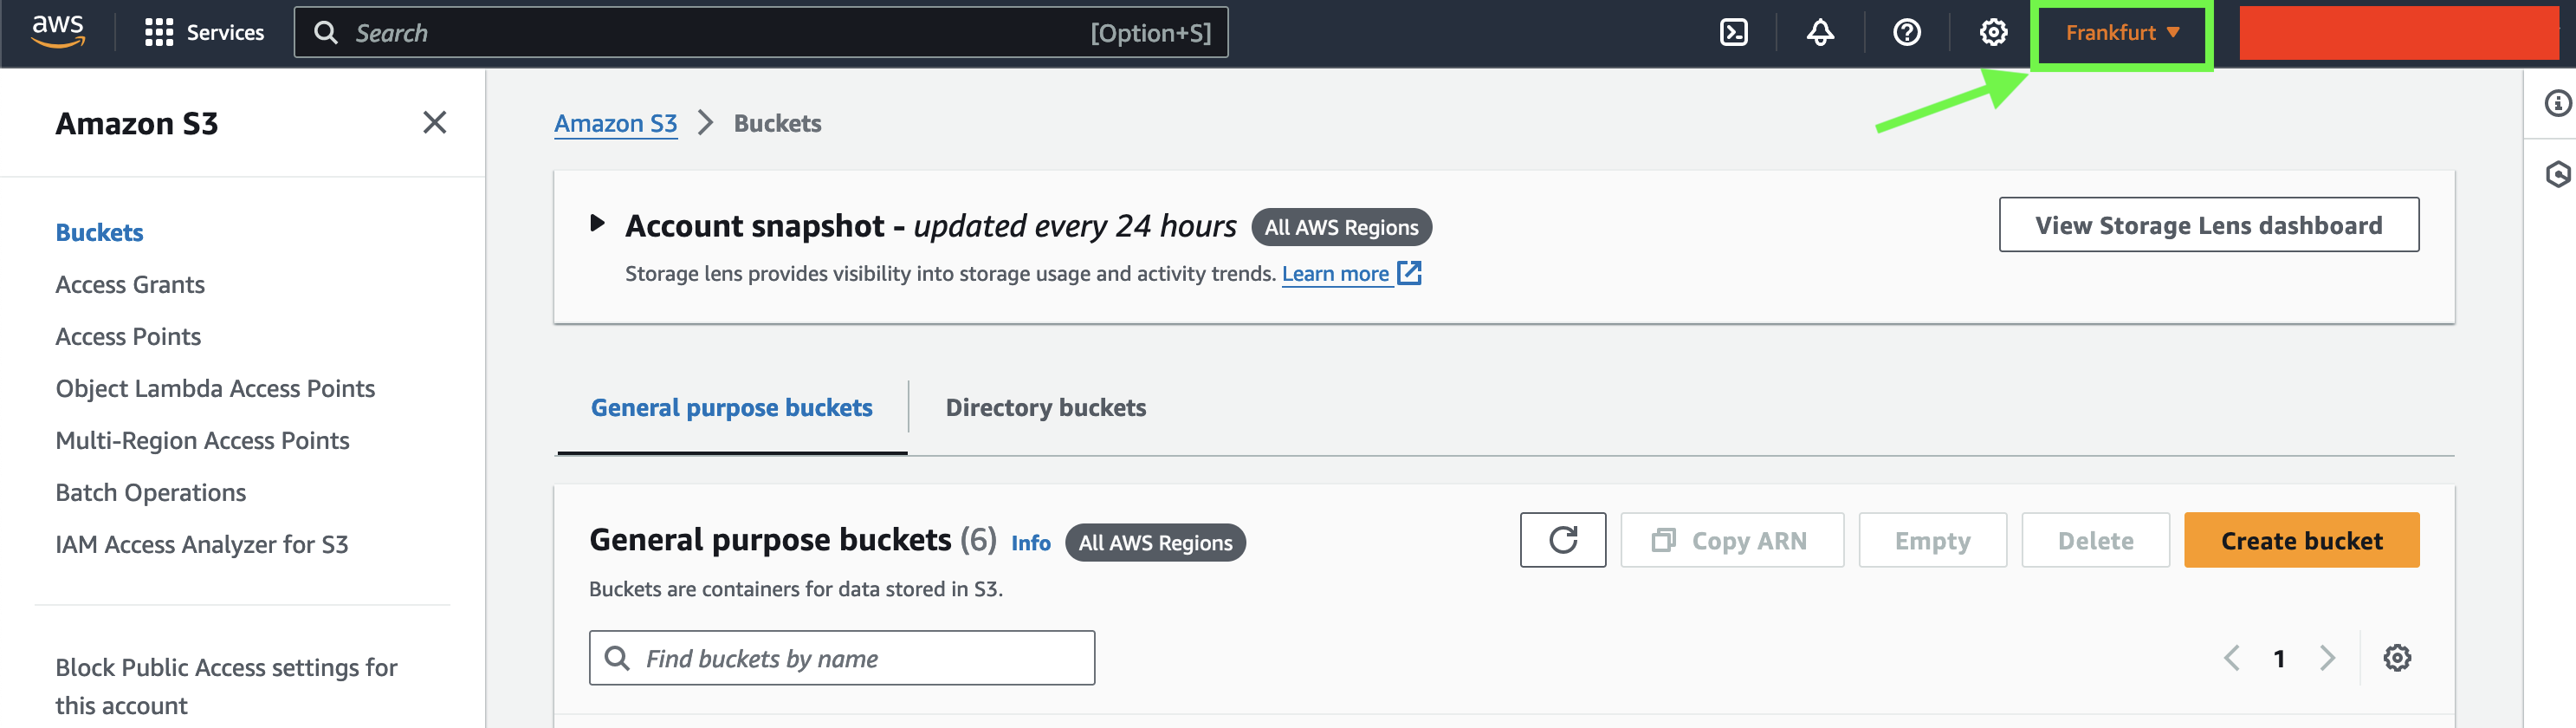 aws
Services
Search
[Option+S]
Frankfurt
Amazon S3
Buckets
Access Grants
Access Points
Object Lambda Access Points
Multi-Region Access Points
Batch Operations
IAM Access Analyzer for S3
Block Public Access settings for
this account
Amazon S3
Buckets
Account snapshot - updated every 24 hours
All AWS Regions
Storage lens provides visibility into storage usage and activity trends. Learn more
View Storage Lens dashboard
General purpose buckets
Directory buckets
General purpose buckets (6) Info
All AWS Regions
Copy ARN
Empty
Delete
Create bucket
Buckets are containers for data stored in S3.
Find buckets by name
1